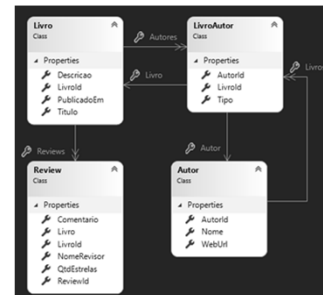 Livro
Class
Properties
Descricao
LivroId
PublicadoEm
Titulo
Autores
Livro
LivroAutor
Class
Properties
AutorId
LivroId
Tipo
Livros
Reviews
Autor
Review
Class
Properties
Comentario
Livro
LivroId
NomeRevisor
QtdEstrelas
ReviewId
Autor
Class
Properties
AutorId
Nome
WebUrl